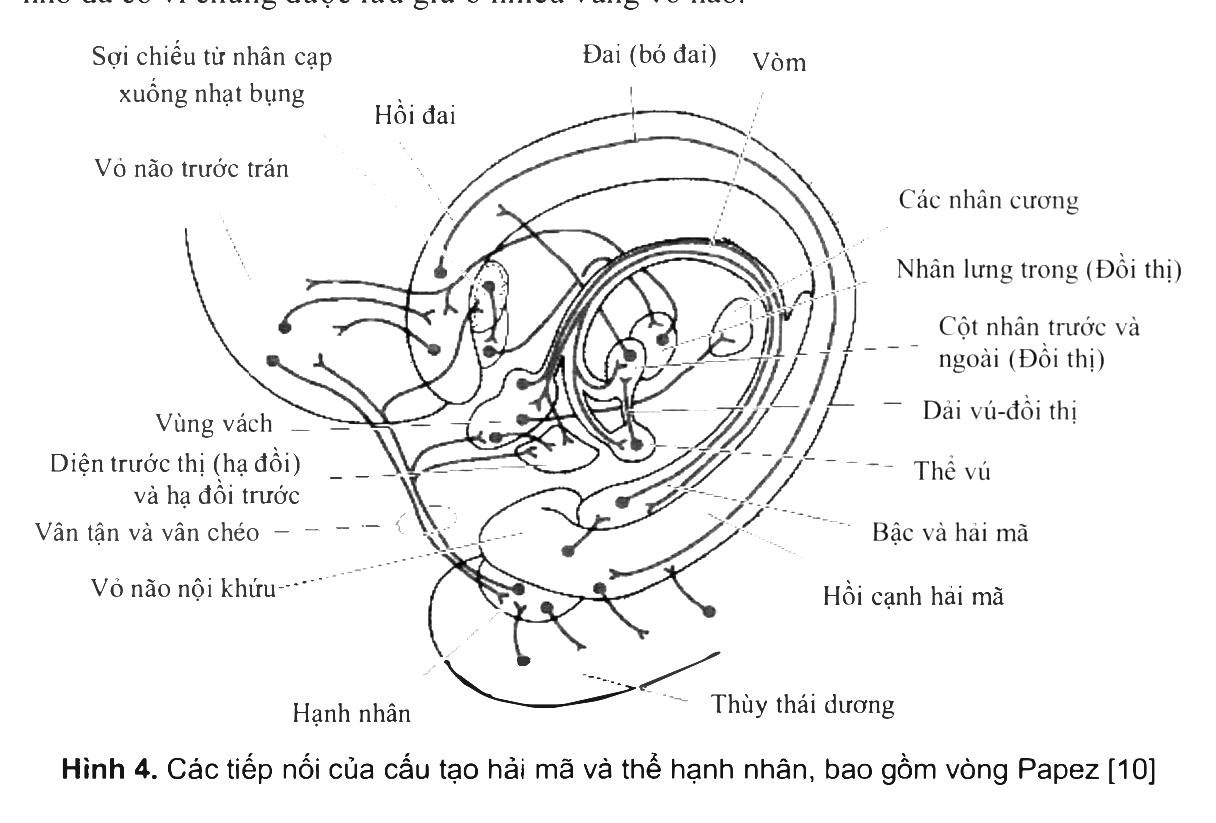 Sợi chiếu từ nhân cạp
xuống nhạt bụng
Đai (bó đai)
Vòm
Hồi đai
Vỏ não trước trán
Các nhân cương
Nhân lưng trong (Đồi thị)
Cột nhân trước và
ngoài (Đồi thị)
Dải vú-đồi thị
Vùng vách
Diện trước thị (hạ đồi)
và hạ đồi trước
Thể vú
Vân tận và vân chéo
Bậc và hải mã
Vỏ não nội khứu
Hồi cạnh hải mã
Hạnh nhân
Thùy thái dương
Hình 4. Các tiếp nối của cấu tạo hải mã và thể hạnh nhân, bao gồm vòng Papez [10]